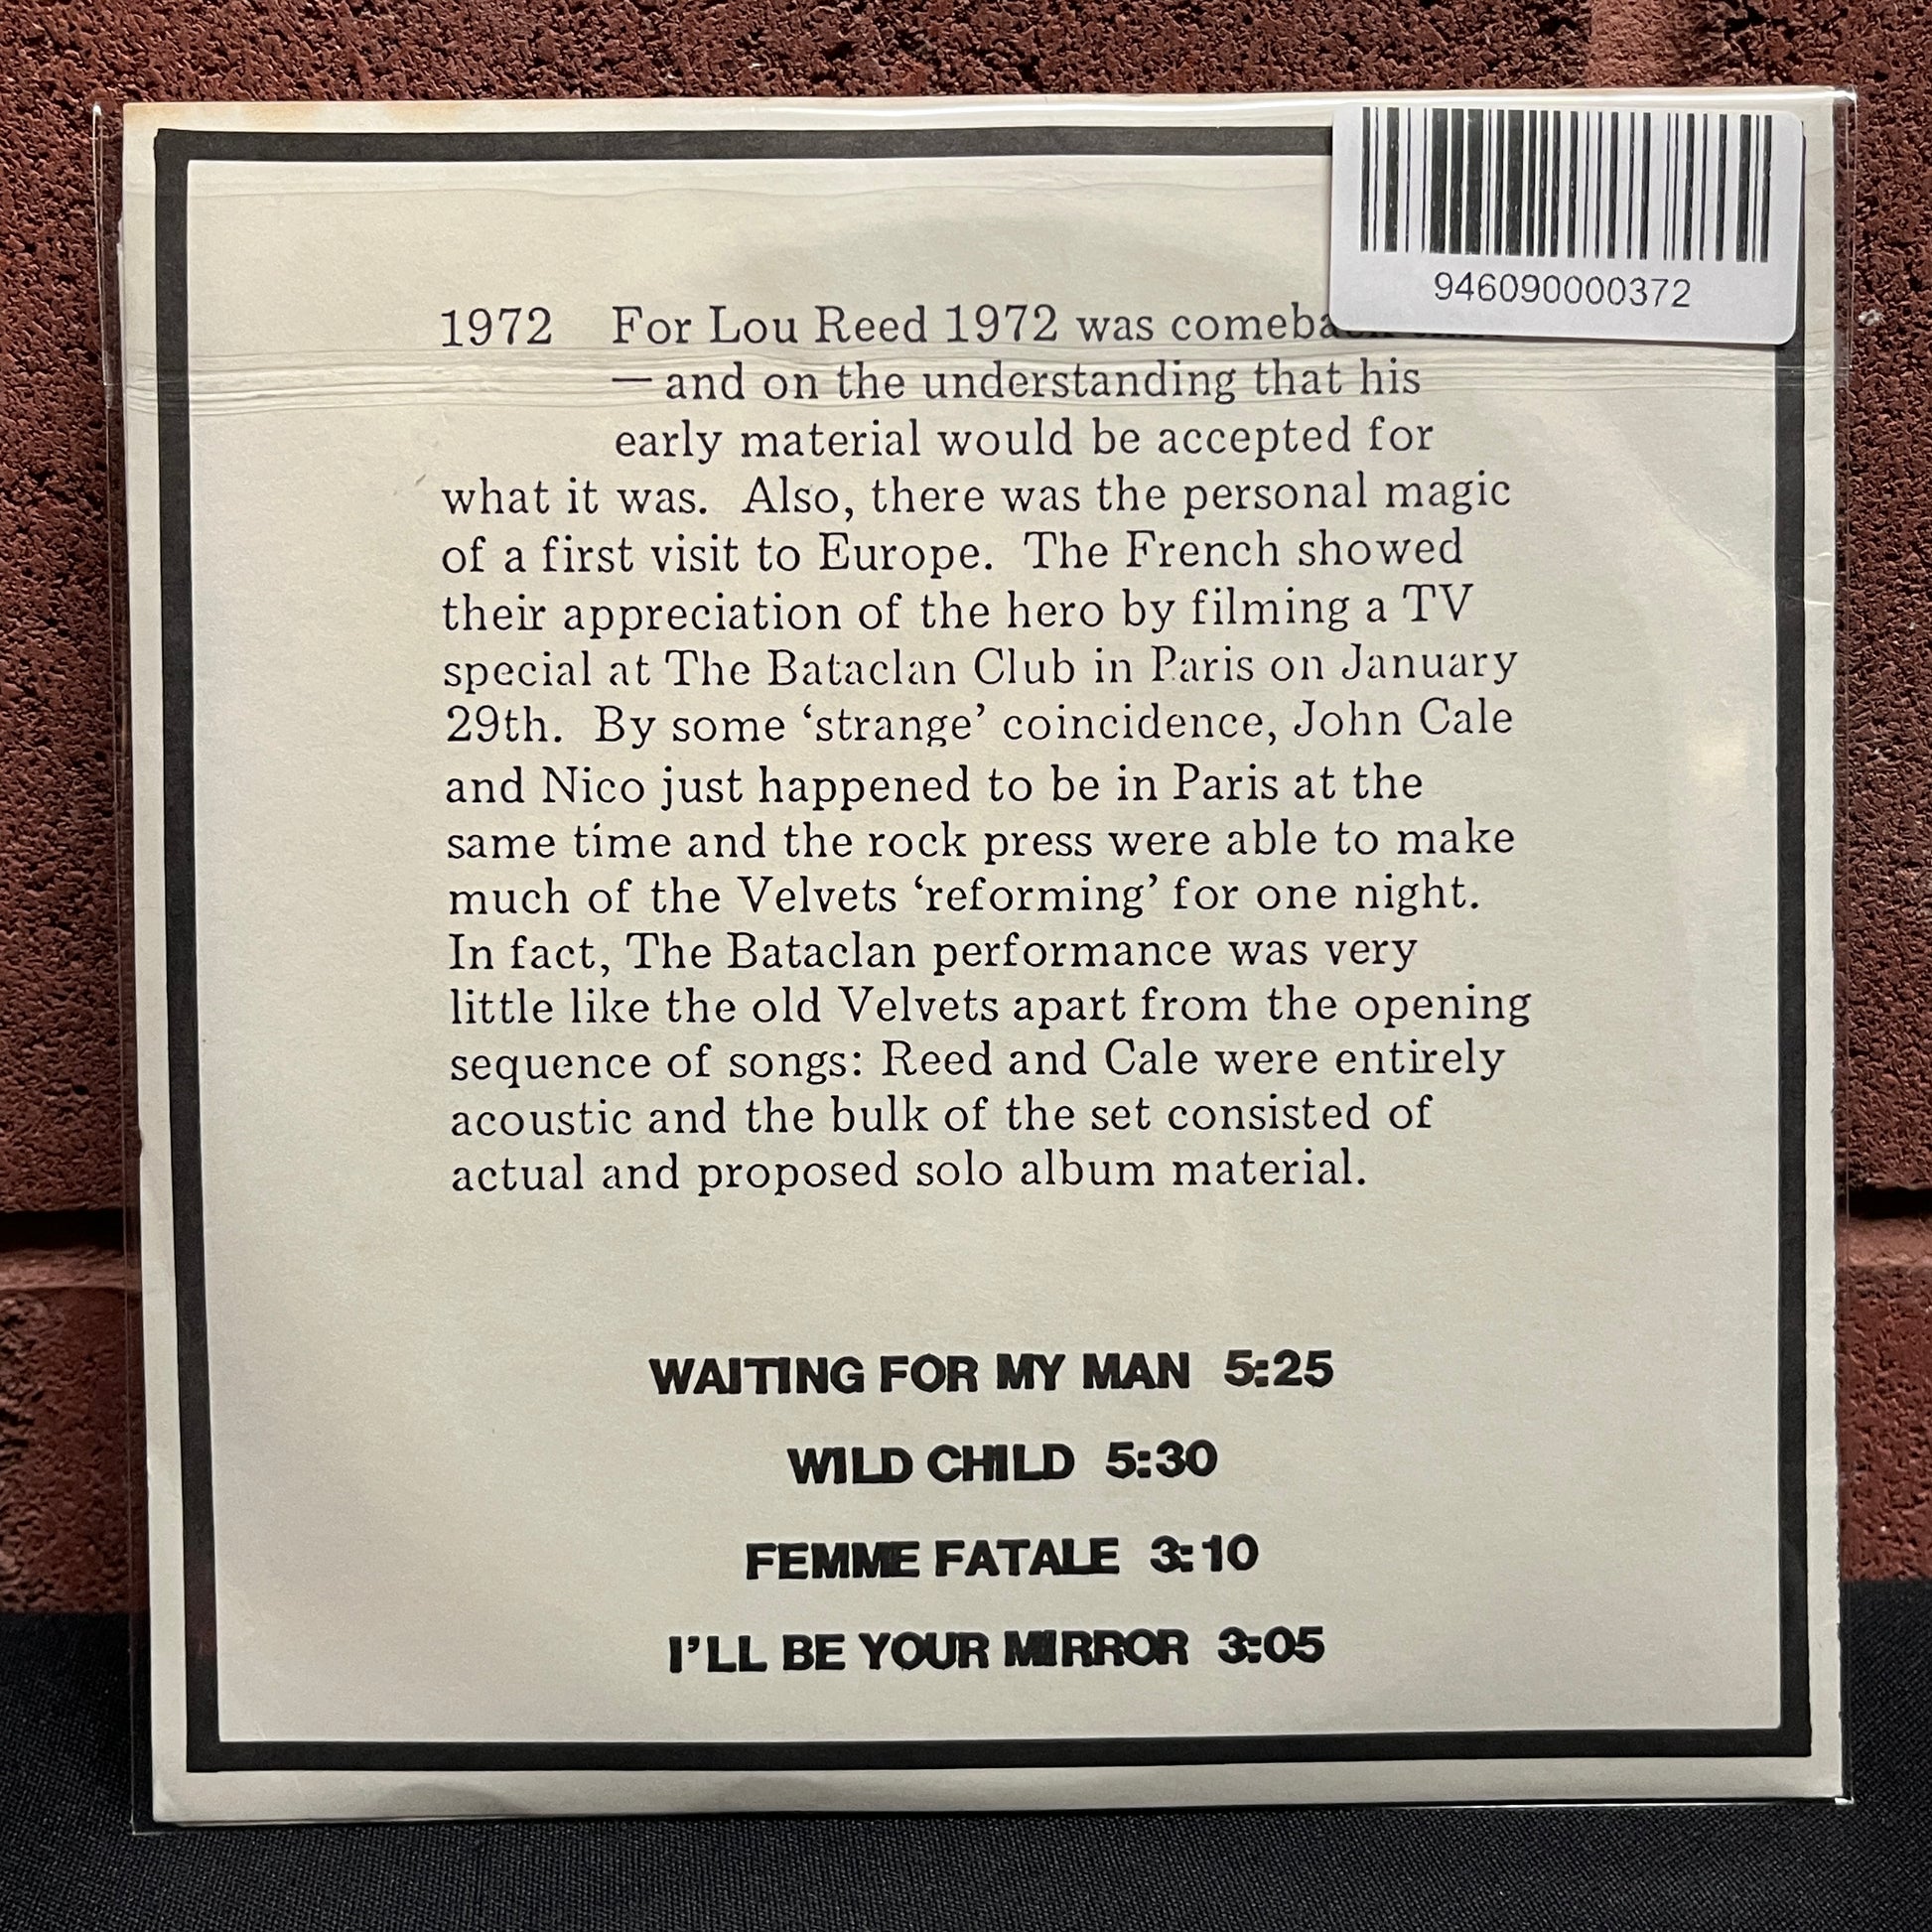 946090000372
1972 For Lou Reed 1972 was
— and on the understanding that his
early material would be accepted for
what it was. Also, there was the personal magic
of a first visit to Europe. The French showed
their appreciation of the hero by filming a TV
special at The Bataclan Club in Paris on January
29th. By some ‘strange’ coincidence, John Cale
and Nico just happened to be in Paris at the
same time and the rock press were able to make
much of the Velvets ‘reforming’ for one night.
In fact, The Bataclan performance was very
little like the old Velvets apart from the opening
sequence of songs: Reed and Cale were entirely
acoustic and the bulk of the set consisted of
actual and proposed solo album material.
WAITING FOR MY MAN 5:25
WILD CHILD 5:30
FEMME FATALE 3:10
I’LL BE YOUR MIRROR 3:05